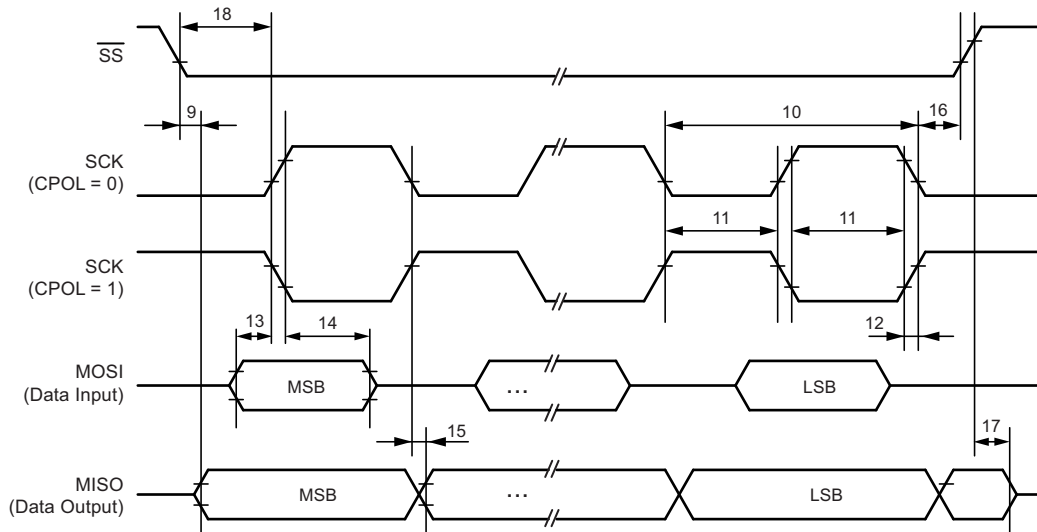 18
SS
9
10
16
SCK
(CPOL = 0)
11
11
SCK
(CPOL = 1)
13
14
12
MOSI
(Data Input)
MSB
...
LSB
15
17
MISO
(Data Output)
MSB
...
LSB